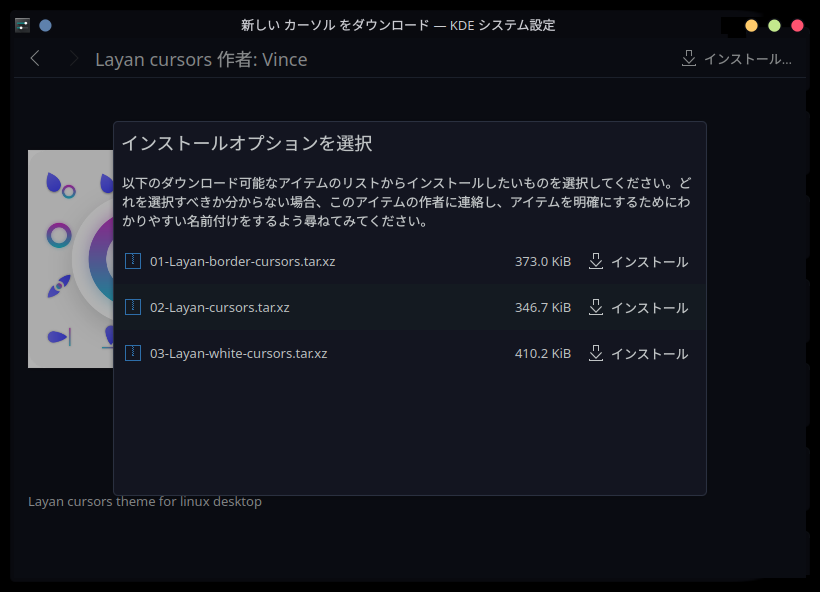 新しい カーソル をダウンロード — KDE システム設定
Layan cursors 作者: Vince
インストール...
インストールオプションを選択
以下のダウンロード可能なアイテムのリストからインストールしたいものを選択してください。ど
れを選択すべきか分からない場合、このアイテムの作者に連絡し、アイテムを明確にするためにわ
かりやすい名前付けをするよう尋ねてみてください。
01-Layan-border-cursors.tar.xz 373.0 KiB インストール
02-Layan-cursors.tar.xz 346.7 KiB インストール
03-Layan-white-cursors.tar.xz 410.2 KiB インストール
Layan cursors theme for linux desktop